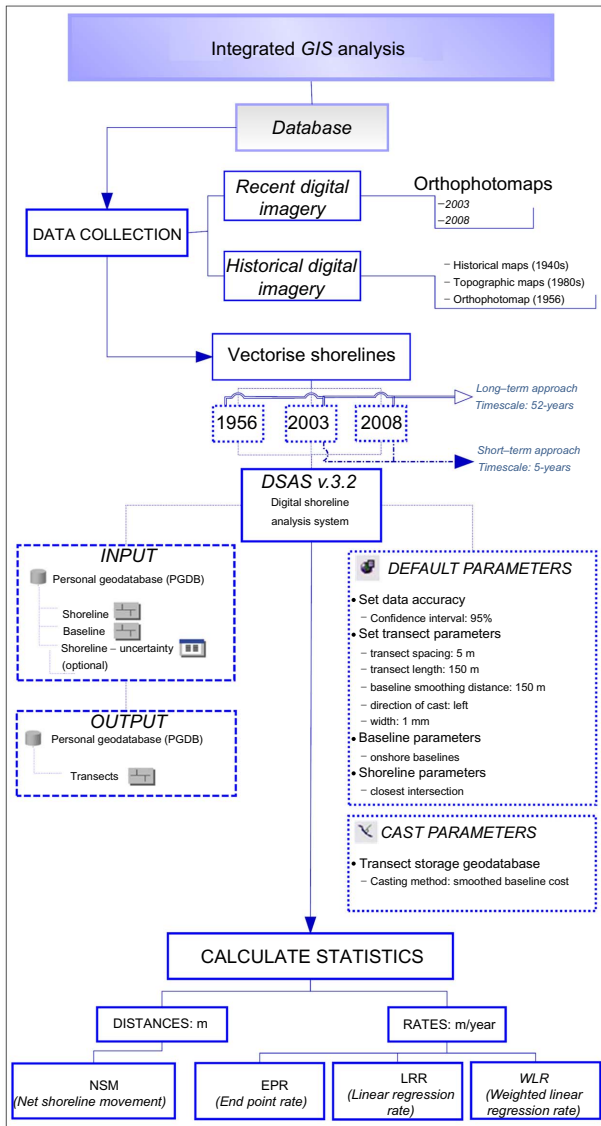 Integrated GIS analysis
Database
DATA COLLECTION
Recent digital
imagery
Orthophotomaps
–2003
–2008
Historical digital
imagery
– Historical maps (1940s)
– Topographic maps (1980s)
– Orthophotomap (1956)
Vectorise shorelines
1956
2003
2008
Long–term approach
Timescale: 52-years
Short–term approach
Timescale: 5-years
DSAS v.3.2
Digital shoreline
analysis system
INPUT
Personal geodatabase (PGDB)
Shoreline
Baseline
Shoreline – uncertainty
(optional)
OUTPUT
Personal geodatabase (PGDB)
Transects
DEFAULT PARAMETERS
• Set data accuracy
– Confidence interval: 95%
• Set transect parameters
– transect spacing: 5 m
– transect length: 150 m
– baseline smoothing distance: 150 m
– direction of cast: left
– width: 1 mm
• Baseline parameters
– onshore baselines
• Shoreline parameters
– closest intersection
CAST PARAMETERS
• Transect storage geodatabase
– Casting method: smoothed baseline cost
CALCULATE STATISTICS
DISTANCES: m
RATES: m/year
NSM
(Net shoreline movement)
EPR
(End point rate)
LRR
(Linear regression
rate)
WLR
(Weighted linear
regression rate)